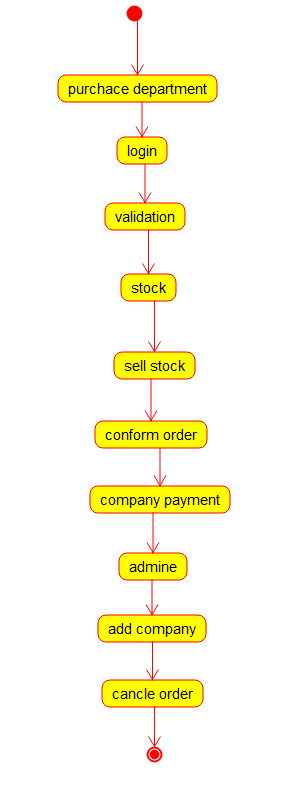 purchace department
login
validation
stock
sell stock
conform order
company payment
admine
add company
cancle order